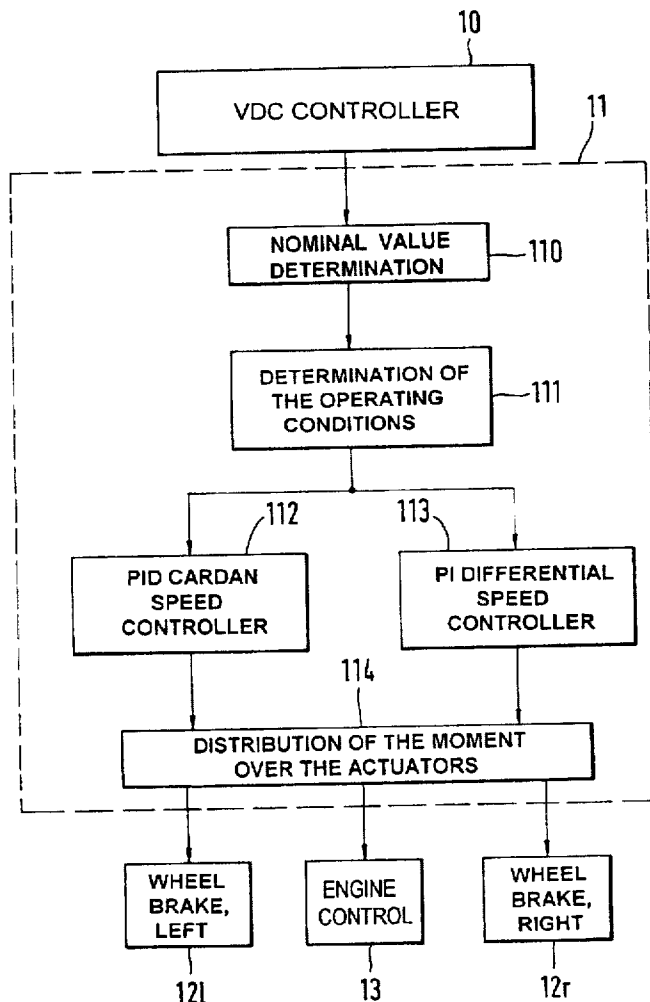 10
VDC CONTROLLER
11
NOMINAL VALUE
DETERMINATION
110
DETERMINATION OF
THE OPERATING
CONDITIONS
111
112
113
PID CARDAN
SPEED
CONTROLLER
PI DIFFERENTIAL
SPEED
CONTROLLER
114
DISTRIBUTION OF THE MOMENT
OVER THE ACTUATORS
WHEEL
BRAKE,
LEFT
ENGINE
CONTROL
WHEEL
BRAKE,
RIGHT
12l
13
12r